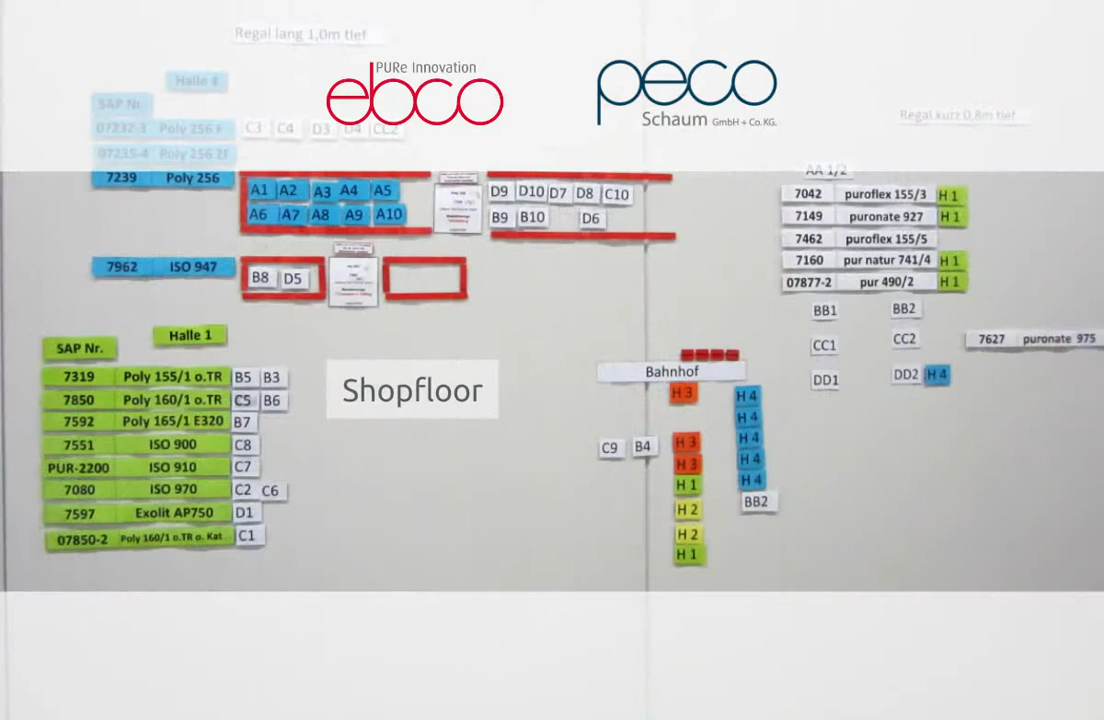 Regal lang 1,0m tief
PURe Innovation
ebco
peco
Schaum GmbH + Co. KG.
Halle 4
SAP Nr.
07232-3 Poly 256 F C3 C4 D3 D4 CC2
07235-4 Poly 256 ZF
7239 Poly 256
A1 A2 A3 A4 A5
A6 A7 A8 A9 A10
D9 D10 D7 D8 C10
B9 B10 D6
7962 ISO 947 B8 D5
Regal kurz 0,8m tief
AA 1/2
7042 puroflex 155/3 H 1
7149 puronate 927 H 1
7462 puroflex 155/5
7160 pur natur 741/4 H 1
07877-2 pur 490/2 H 1
BB1 BB2
CC1 CC2
7627 puronate 975
DD1 DD2 H 4
Halle 1
SAP Nr.
7319 Poly 155/1 o.TR B5 B3
7850 Poly 160/1 o.TR C5 B6
7592 Poly 165/1 E320 B7
7551 ISO 900 C8
PUR-2200 ISO 910 C7
7080 ISO 970 C2 C6
7597 Exolit AP750 D1
07850-2 Poly 160/1 o.TR o. Kat C1
Shopfloor
Bahnhof
H 3 H 4
H 4
C9 B4 H 3 H 4
H 3 H 4
H 1 H 4
H 2 BB2
H 2
H 1